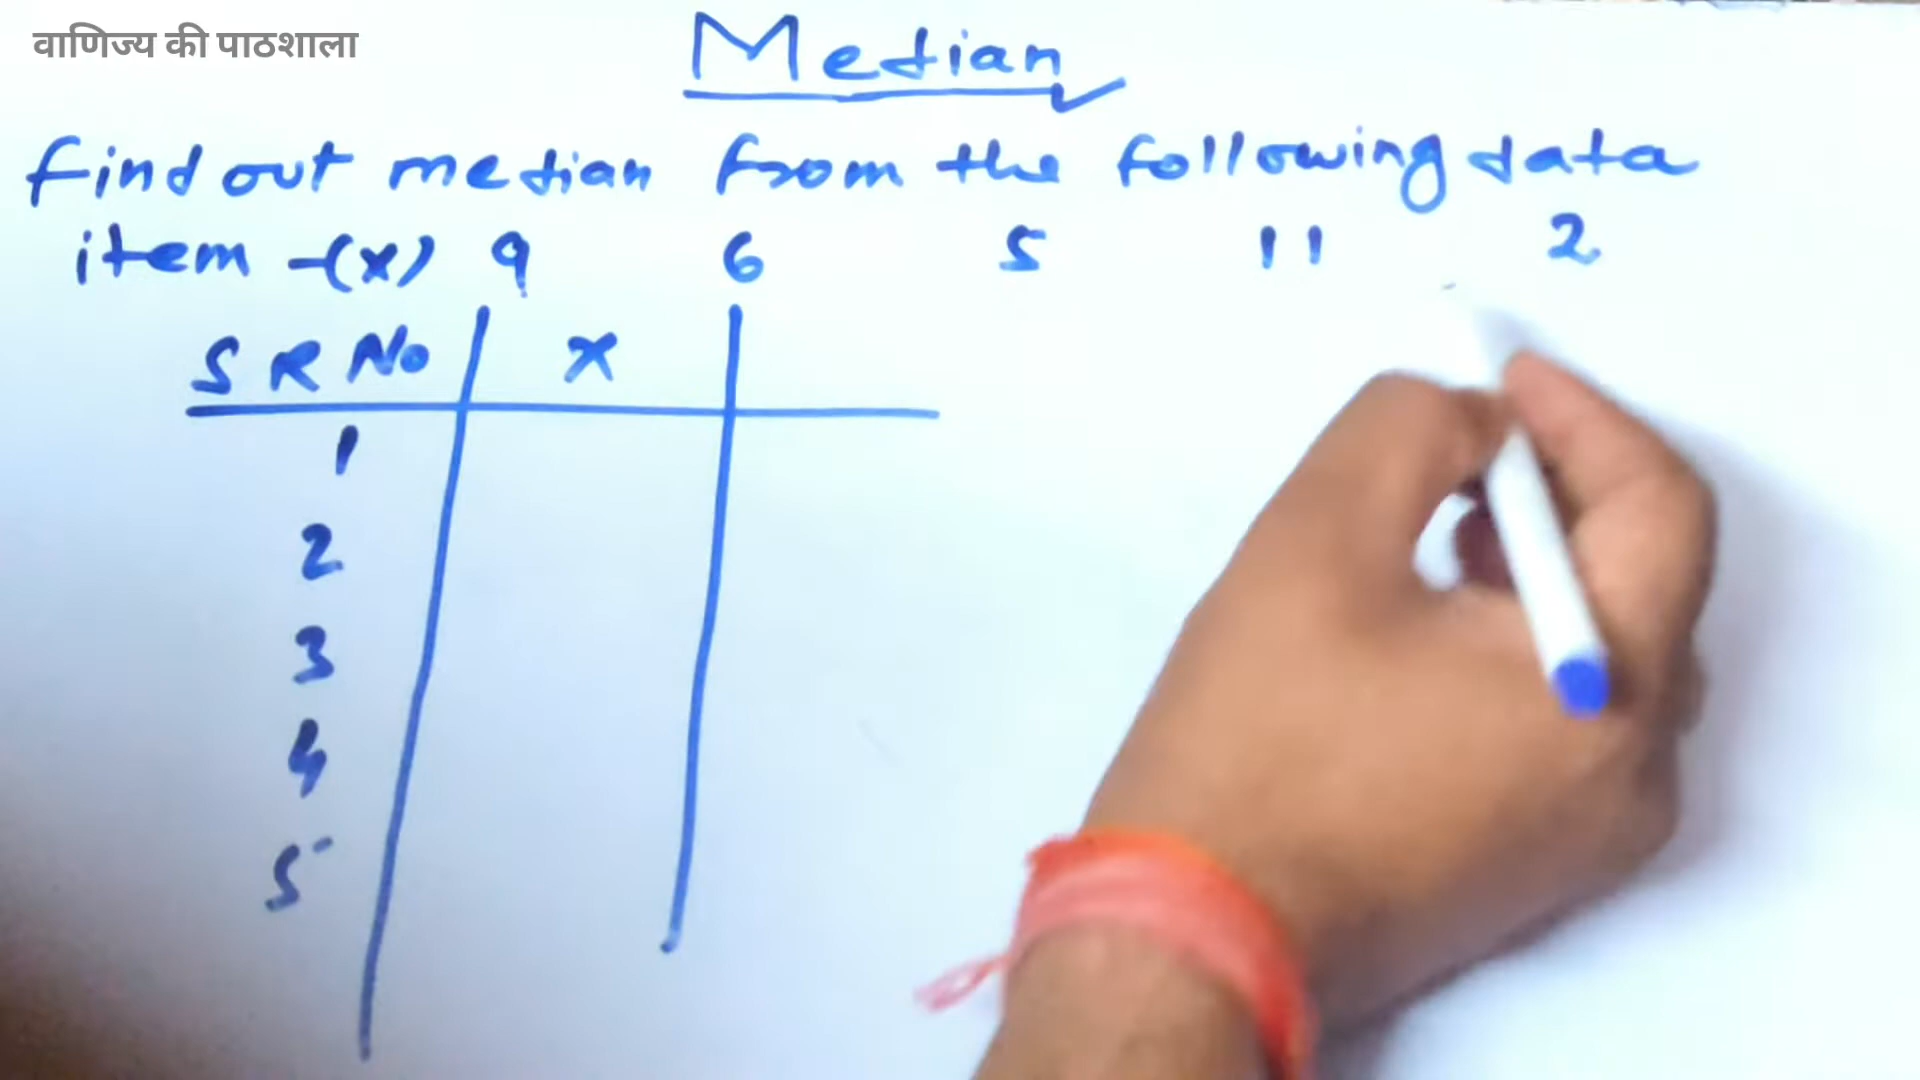 वाणिज्य की पाठशाला
Median
find out median from the following data
item -(x) 9 6 5 11 2
S R No x
1
2
3
4
5